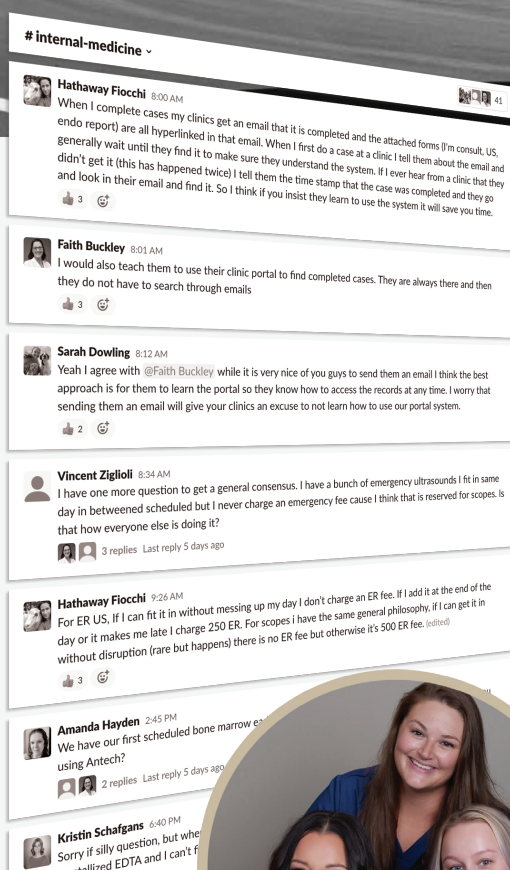 # internal-medicine
41
Hathaway Fiocchi 8:00 AM
When I complete cases my clinics get an email that it is completed and the attached forms (I'm consult, US,
endo report) are all hyperlinked in that email. When I first do a case at a clinic I tell them about the email and
generally wait until they find it to make sure they understand the system. If I ever hear from a clinic that they
didn't get it (this has happened twice) I tell them the time stamp that the case was completed and they go
and look in their email and find it. So I think if you insist they learn to use the system it will save you time.
3
Faith Buckley 8:01 AM
I would also teach them to use their clinic portal to find completed cases. They are always there and then
they do not have to search through emails
3
Sarah Dowling 8:12 AM
Yeah I agree with @Faith Buckley while it is very nice of you guys to send them an email I think the best
approach is for them to learn the portal so they know how to access the records at any time. I worry that
sending them an email will give your clinics an excuse to not learn how to use our portal system.
2
Vincent Ziglioli 8:34 AM
I have one more question to get a general consensus. I have a bunch of emergency ultrasounds I fit in same
day in betweened scheduled but I never charge an emergency fee cause I think that is reserved for scopes. Is
that how everyone else is doing it?
3 replies Last reply 5 days ago
Hathaway Fiocchi 9:26 AM
For ER US, If I can fit it in without messing up my day I don't charge an ER fee. If I add it at the end of the
day or it makes me late I charge 250 ER. For scopes i have the same general philosophy, if I can get it in
without disruption (rare but happens) there is no ER fee but otherwise it's 500 ER fee. (edited)
3
Amanda Hayden 2:45 PM
We have our first scheduled bone marrow
using Antech?
2 replies Last reply 5 days ago
Kristin Schafgans 6:40 PM
Sorry if silly question, but
EDTA and I can't